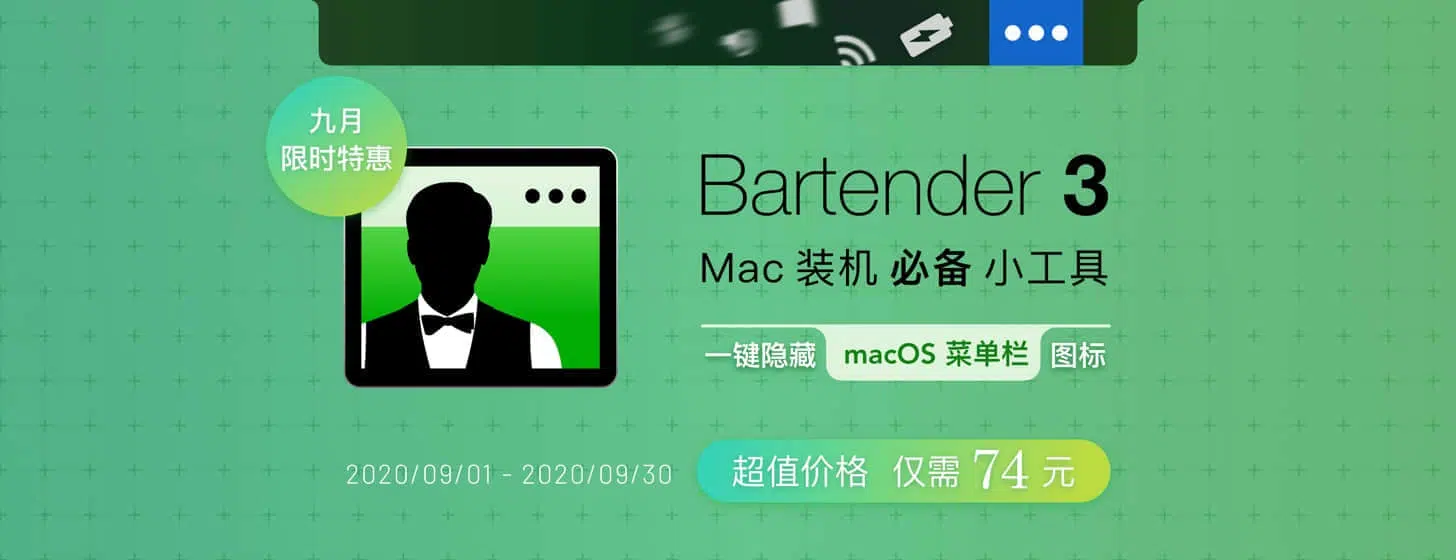 九月
限时特惠
Bartender 3
Mac 装机 必备 小工具
一键隐藏 macOS 菜单栏 图标
2020/09/01 - 2020/09/30
超值价格 仅需 74 元